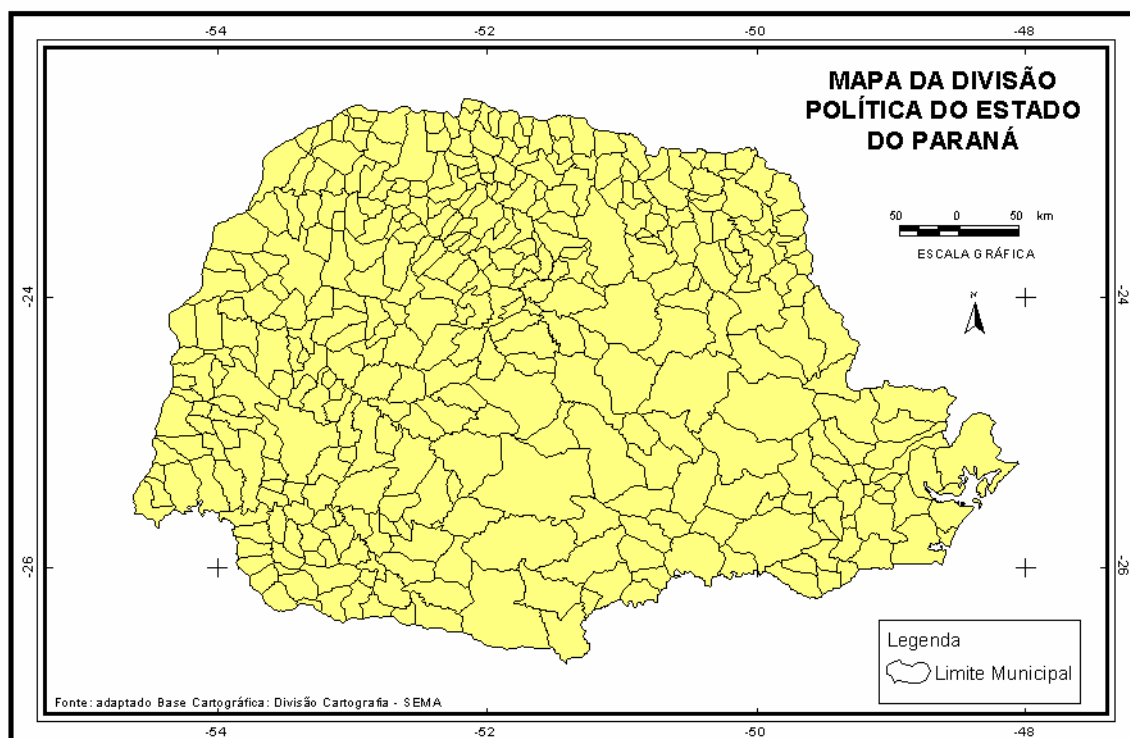 -54 -52 -50 -48
MAPA DA DIVISÃO
POLÍTICA DO ESTADO
DO PARANÁ
50 0 50 km
ESCALA GRÁFICA
-24 -24
N
-26 -26
Legenda
Limite Municipal
Fonte: adaptado Base Cartográfica: Divisão Cartografia - SEMA
-54 -52 -50 -48